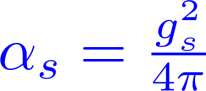 α_s = g_s^2 / 4π